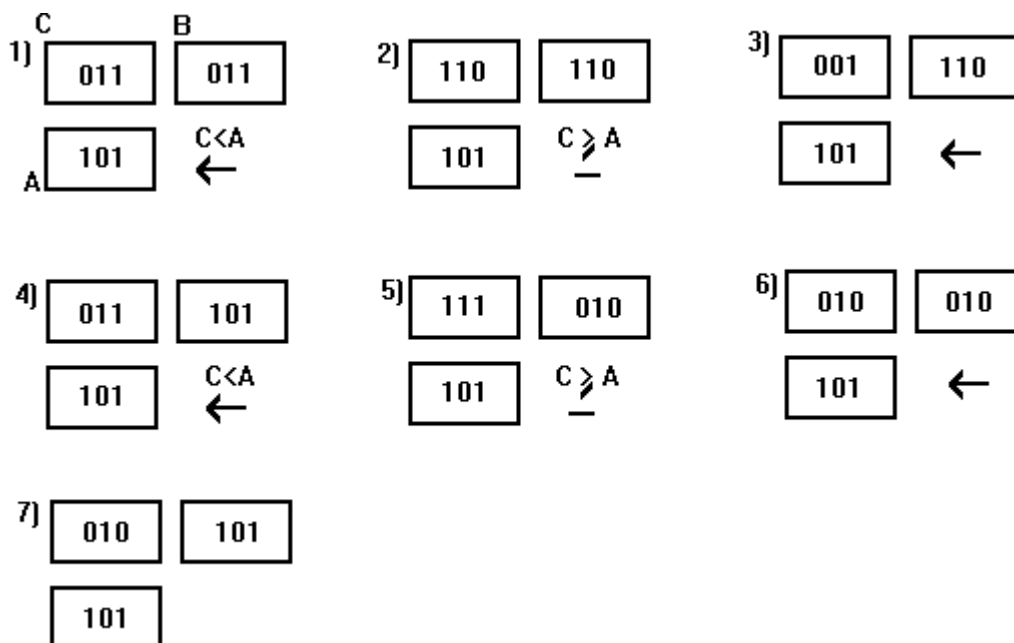 C B
1) 011 011
A 101 C<A
←
2) 110 110
101 C ≥ A
—
3) 001 110
101 ←
4) 011 101
101 C<A
←
5) 111 010
101 C ≥ A
—
6) 010 010
101 ←
7) 010 101
101